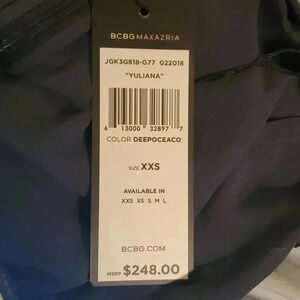 BCBGMAXAZRIA
JGK3G818-G77 022018
"YULIANA"
6 13000 32897 7
COLOR DEEPOCEACO
SIZE XXS
AVAILABLE IN
XXS XS S M L
BCBG.COM
MSRP $248.00